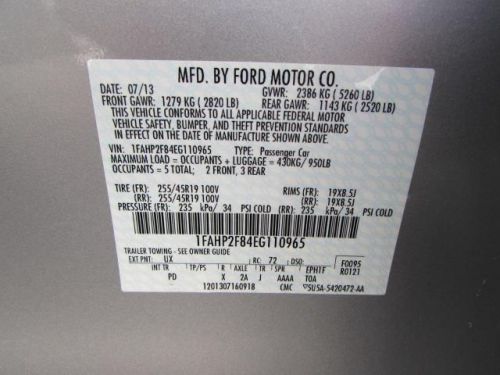 MFD. BY FORD MOTOR CO.
DATE: 07/13 GVWR: 2386 KG ( 5260 LB)
FRONT GAWR: 1279 KG ( 2820 LB) REAR GAWR: 1143 KG ( 2520 LB)
THIS VEHICLE CONFORMS TO ALL APPLICABLE FEDERAL MOTOR
VEHICLE SAFETY, BUMPER, AND THEFT PREVENTION STANDARDS IN
EFFECT ON THE DATE OF MANUFACTURE SHOWN ABOVE.
VIN: 1FAHP2F84EG110965 TYPE: Passenger Car
MAXIMUM LOAD = OCCUPANTS + LUGGAGE = 430KG/950LB
OCCUPANTS = 5 TOTAL: 2 FRONT, 3 REAR
TIRE (FR): 255/45R19 100V RIMS (FR): 19X8.5J
(RR): 255/45R19 100V (RR): 19X8.5J
PRESSURE (FR): 235 kPa/ 34 PSI COLD (RR): 235 kPa/ 34 PSI COLD
1FAHP2F84EG110965
TRAILER TOWING - SEE OWNER GUIDE
EXT PNT: UX RC: 72 DSO: F0095
R0121
INT TR TP/PS R AXLE TR SPR EPHTF
PD X 2A J AAAA TOA
1201307160918 CMC SU5A-5420472-AA